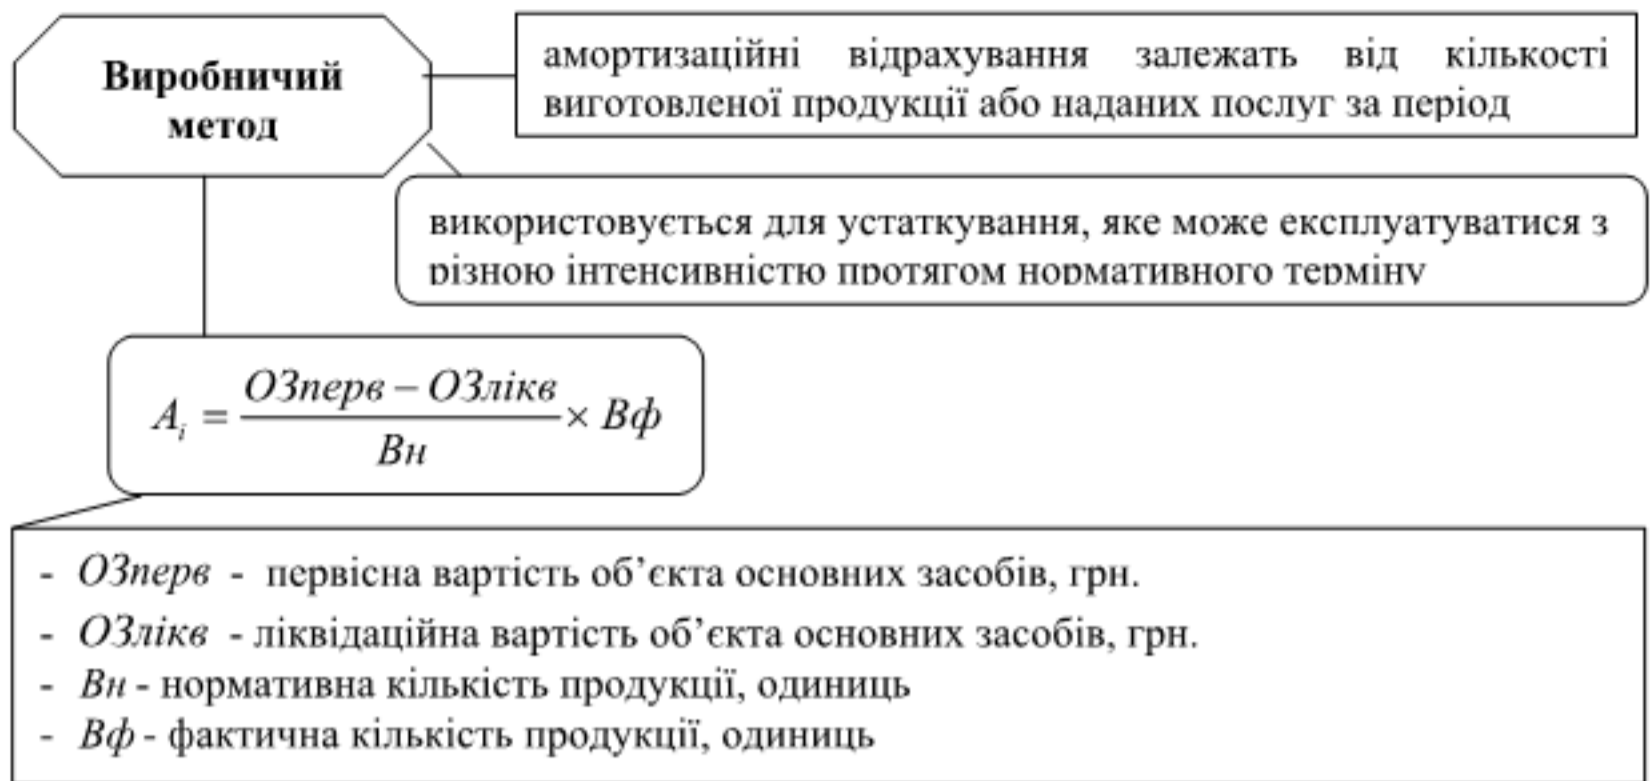 Виробничий
метод
амортизаційні відрахування залежать від кількості
виготовленої продукції або наданих послуг за період
використовується для устаткування, яке може експлуатуватися з
різною інтенсивністю протягом нормативного терміну
Aᵢ = (ОЗперв − ОЗлікв) / Вн × Вф
- ОЗперв - первісна вартість об’єкта основних засобів, грн.
- ОЗлікв - ліквідаційна вартість об’єкта основних засобів, грн.
- Вн - нормативна кількість продукції, одиниць
- Вф - фактична кількість продукції, одиниць